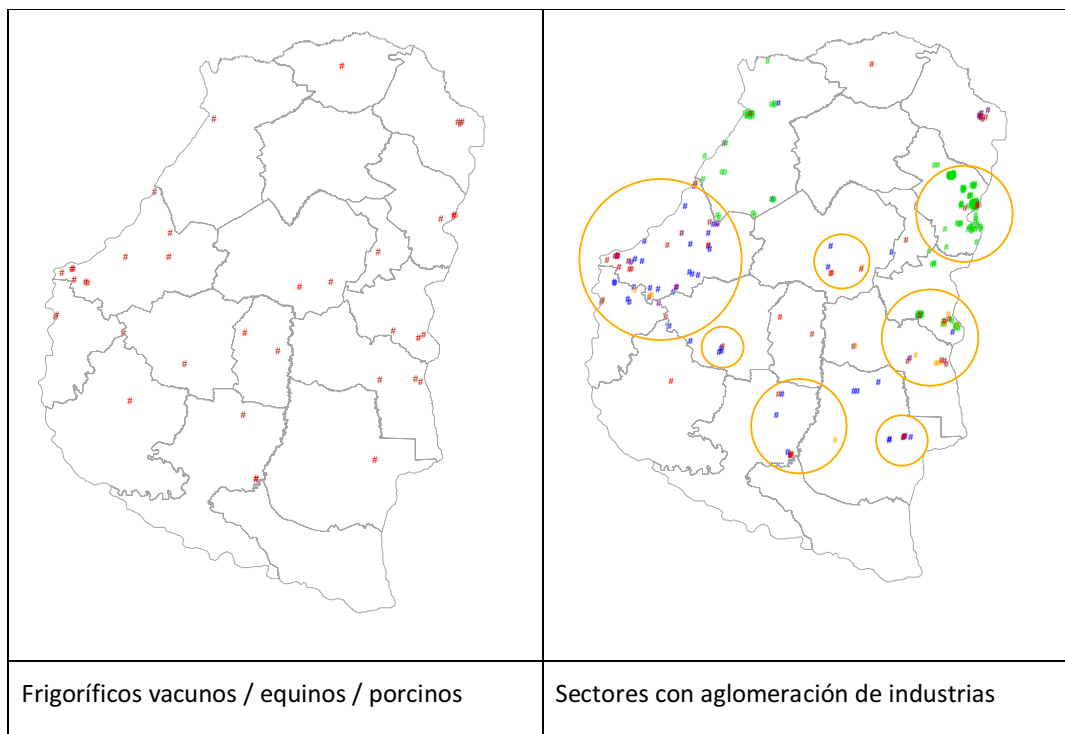 Frigoríficos vacunos / equinos / porcinos
Sectores con aglomeración de industrias